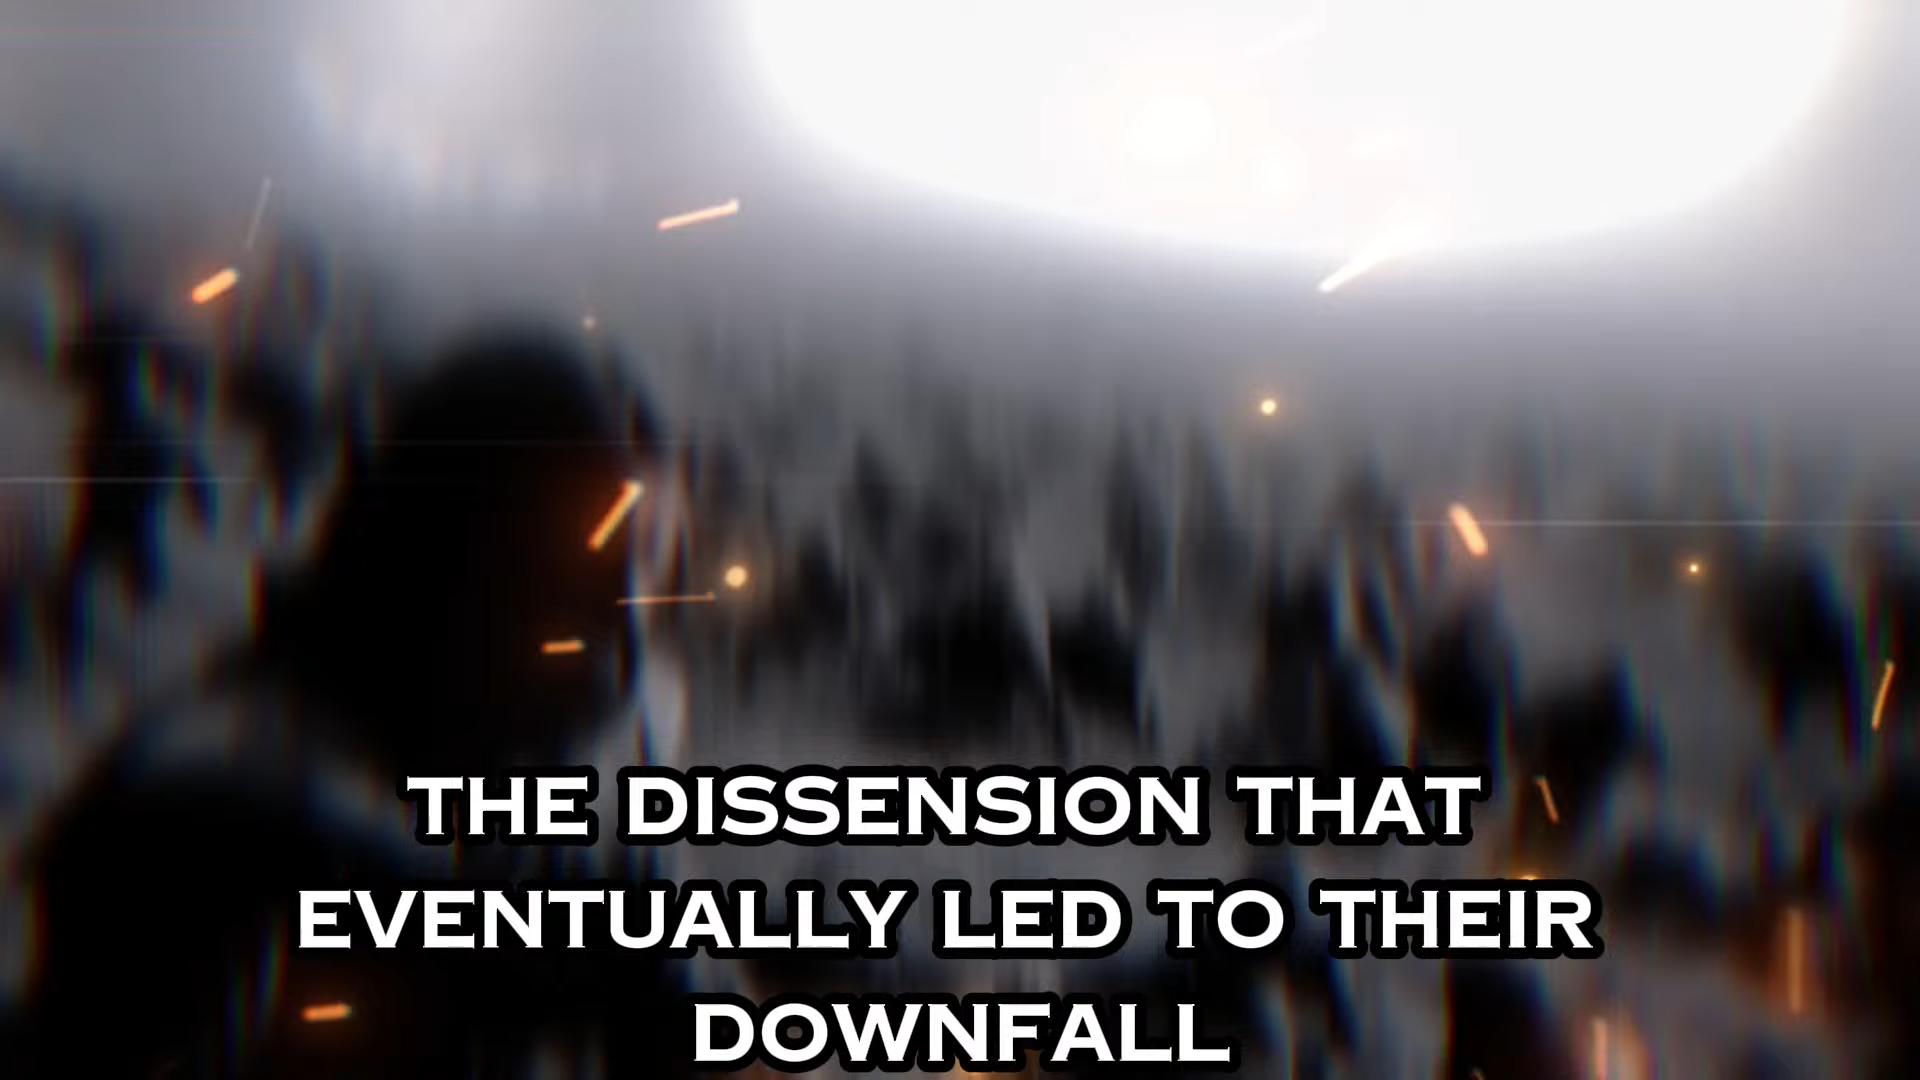 THE DISSENSION THAT
EVENTUALLY LED TO THEIR
DOWNFALL